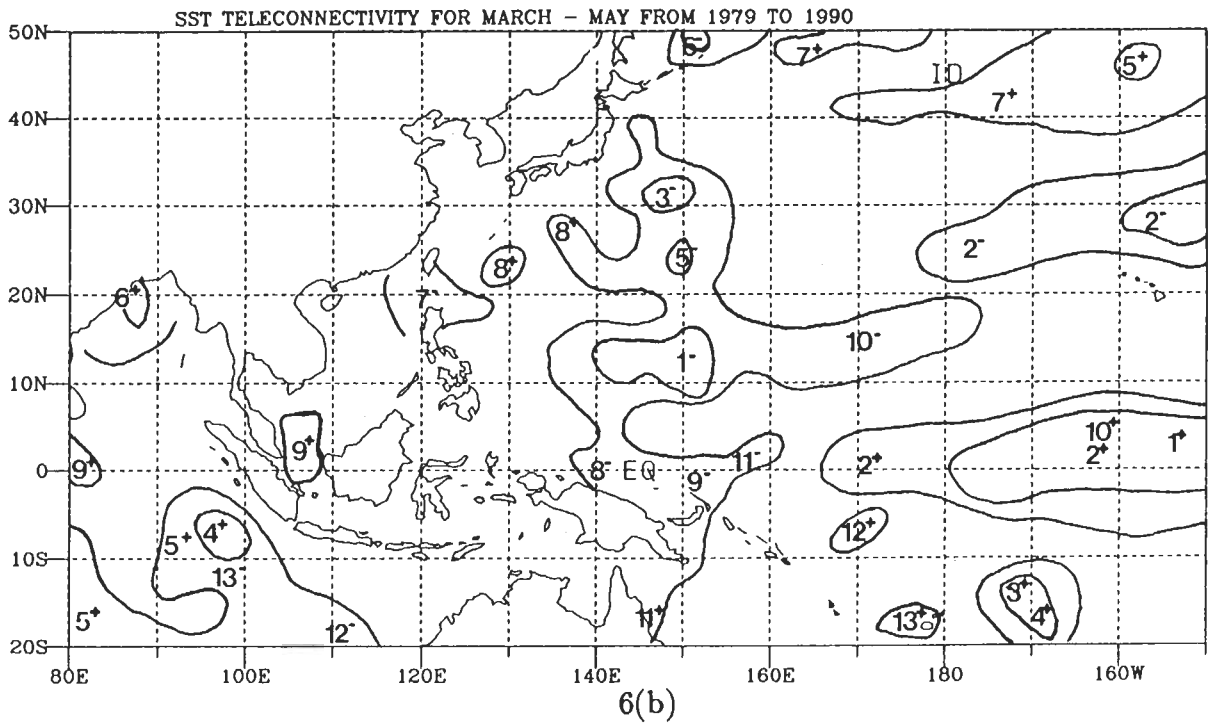 SST TELECONNECTIVITY FOR MARCH – MAY FROM 1979 TO 1990
50N
6-
7+
5+
ID
7+
40N
3-
30N
2-
2-
8+
8+
5-
6+
7-
20N
10-
1-
10N
9+
10+
1+
9+
8-
EQ
11-
9-
2+
2+
0
12+
5+
4+
13-
10S
3+
4+
5+
12-
11+
13+
20S
80E
100E
120E
140E
160E
180
160W
6(b)